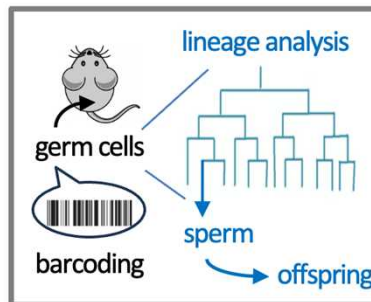 lineage analysis
germ cells
barcoding
sperm
offspring